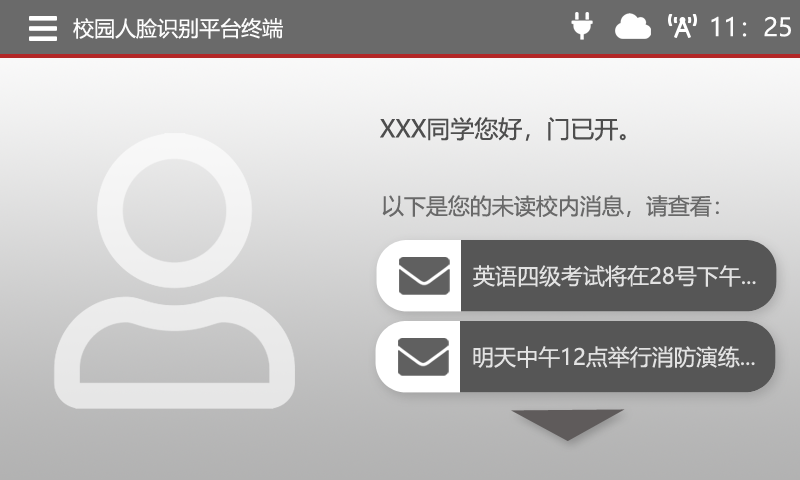 校园人脸识别平台终端
11：25
XXX同学您好，门已开。
以下是您的未读校内消息，请查看：
英语四级考试将在28号下午...
明天中午12点举行消防演练...